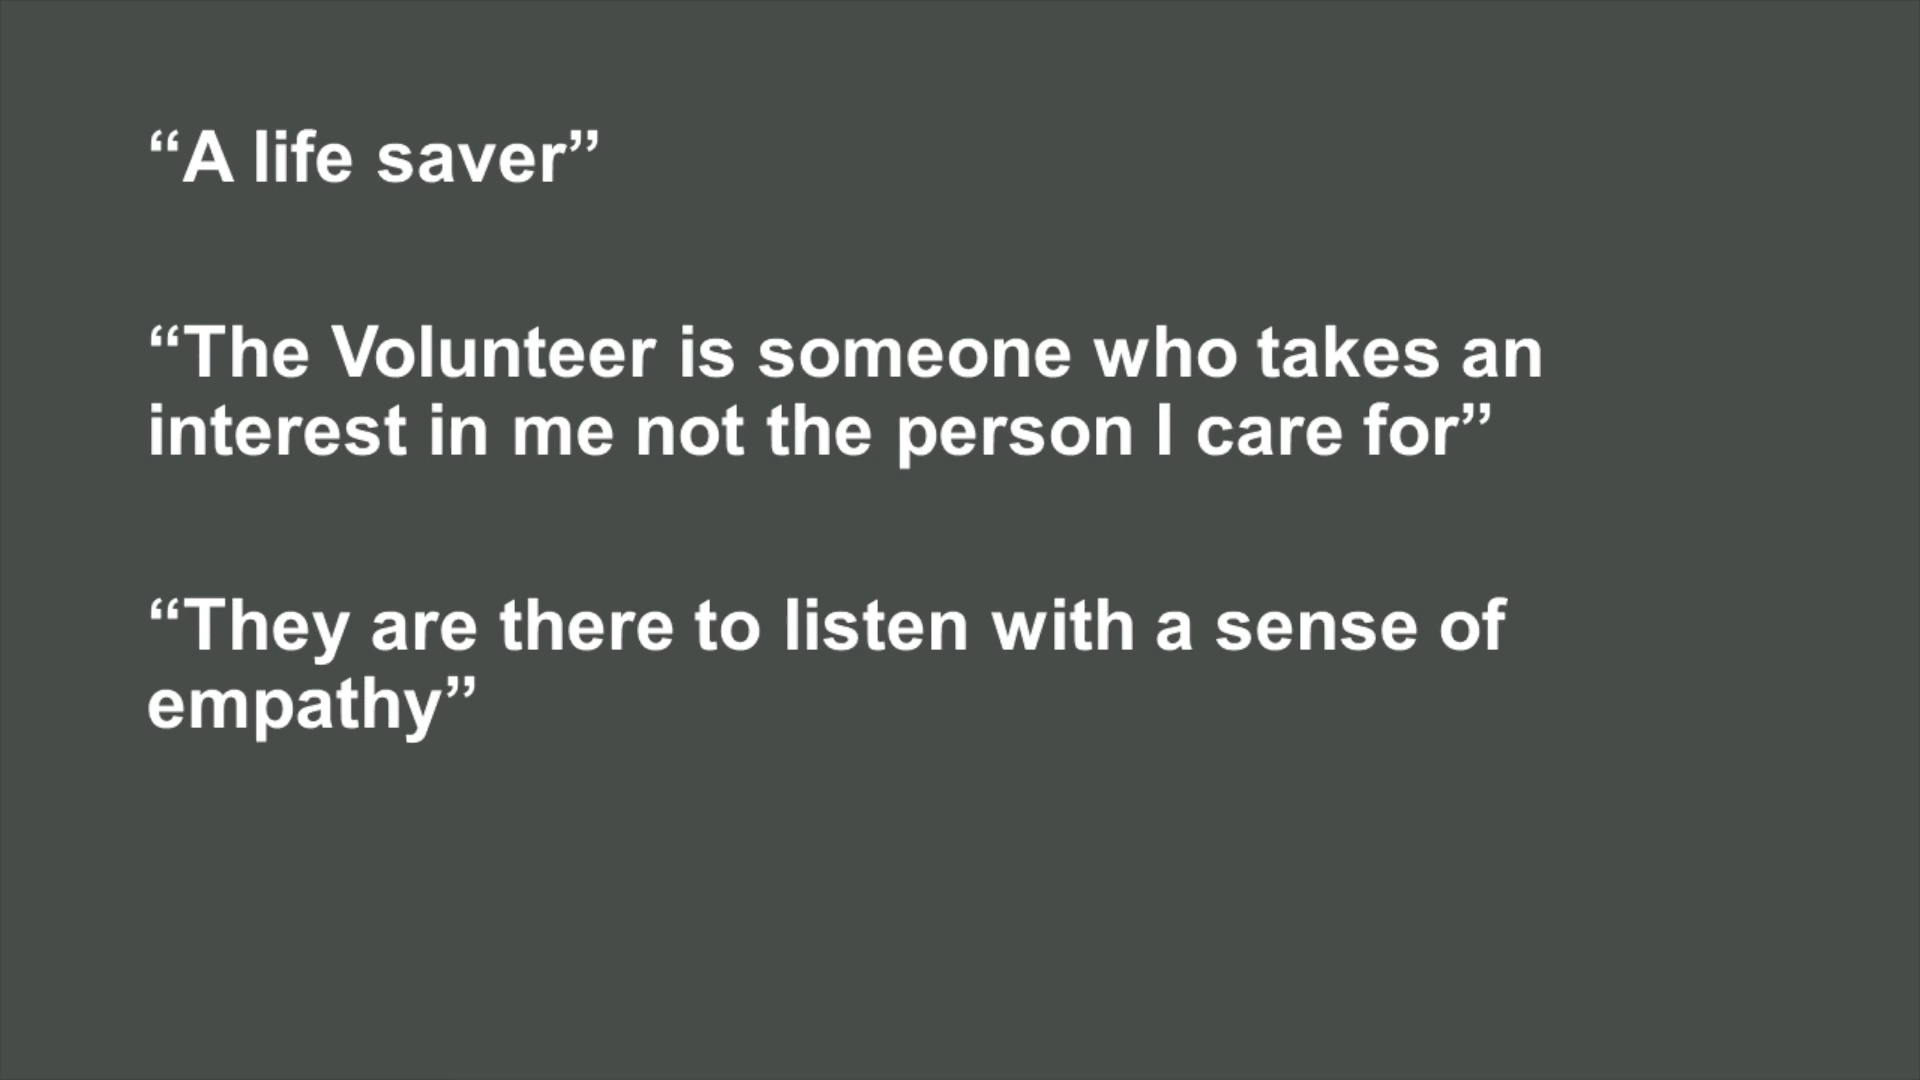 “A life saver”
“The Volunteer is someone who takes an
interest in me not the person I care for”
“They are there to listen with a sense of
empathy”